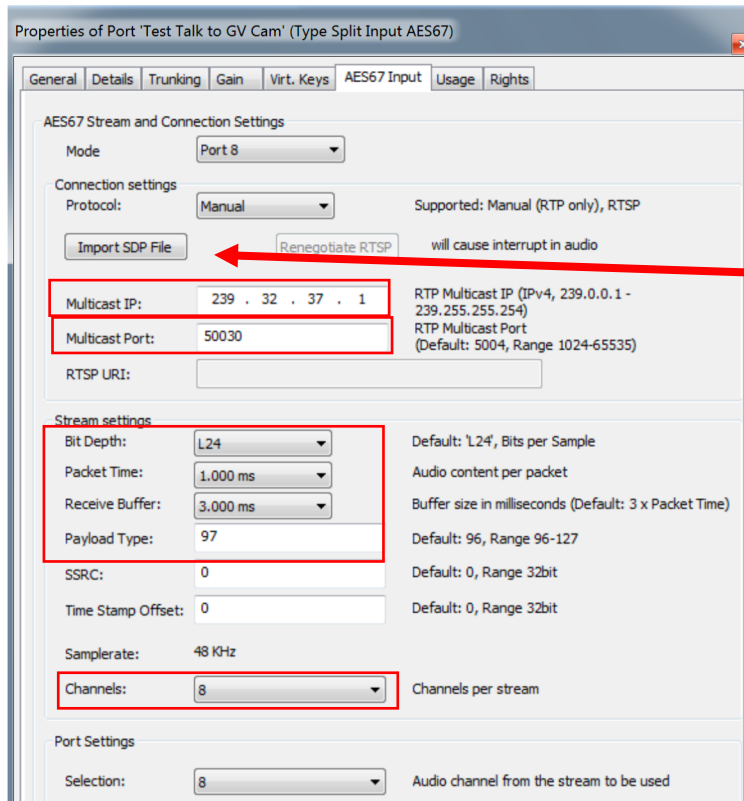 Properties of Port 'Test Talk to GV Cam' (Type Split Input AES67)
General Details Trunking Gain Virt. Keys AES67 Input Usage Rights
AES67 Stream and Connection Settings
Mode Port 8
Connection settings
Protocol: Manual Supported: Manual (RTP only), RTSP
Import SDP File Renegotiate RTSP will cause interrupt in audio
Multicast IP: 239 . 32 . 37 . 1 RTP Multicast IP (IPv4, 239.0.0.1 -
239.255.255.254)
Multicast Port: 50030 RTP Multicast Port
(Default: 5004, Range 1024-65535)
RTSP URI:
Stream settings
Bit Depth: L24 Default: 'L24', Bits per Sample
Packet Time: 1.000 ms Audio content per packet
Receive Buffer: 3.000 ms Buffer size in milliseconds (Default: 3 x Packet Time)
Payload Type: 97 Default: 96, Range 96-127
SSRC: 0 Default: 0, Range 32bit
Time Stamp Offset: 0 Default: 0, Range 32bit
Samplerate: 48 KHz
Channels: 8 Channels per stream
Port Settings
Selection: 8 Audio channel from the stream to be used